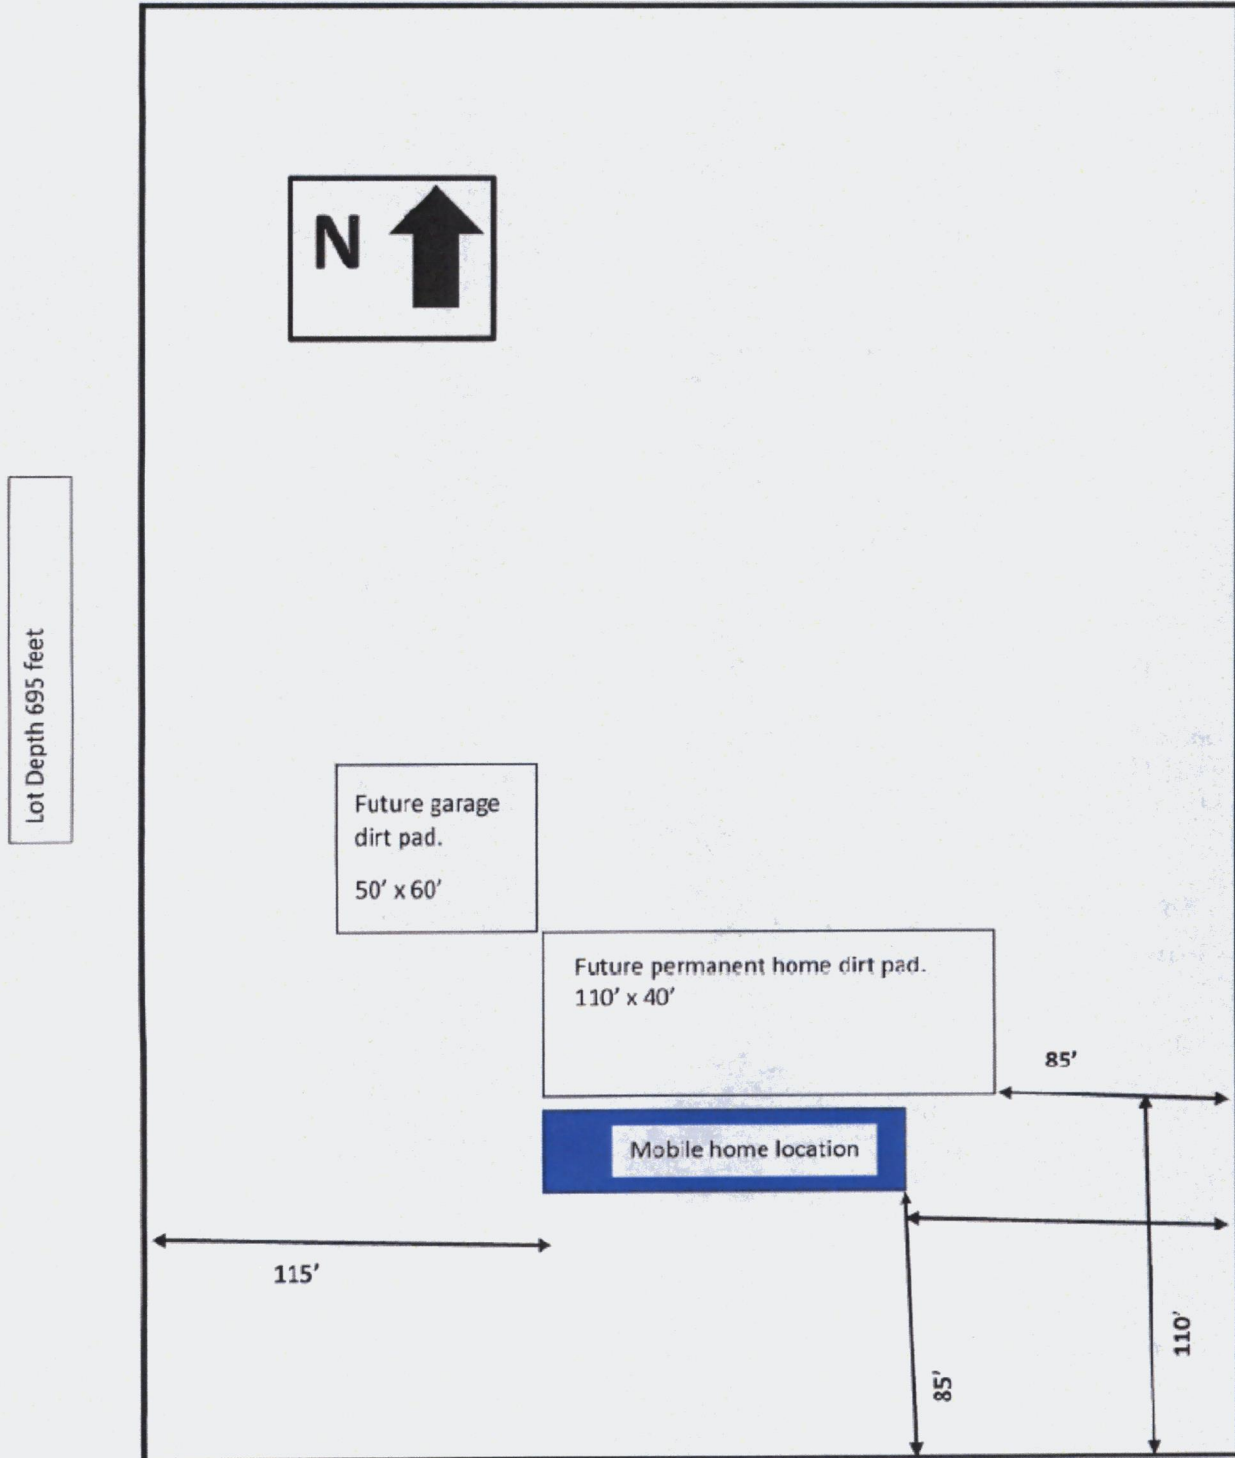 N
Lot Depth 695 feet
Future garage
dirt pad.
50' x 60'
Future permanent home dirt pad.
110' x 40'
85'
Mobile home location
115'
110'
85'